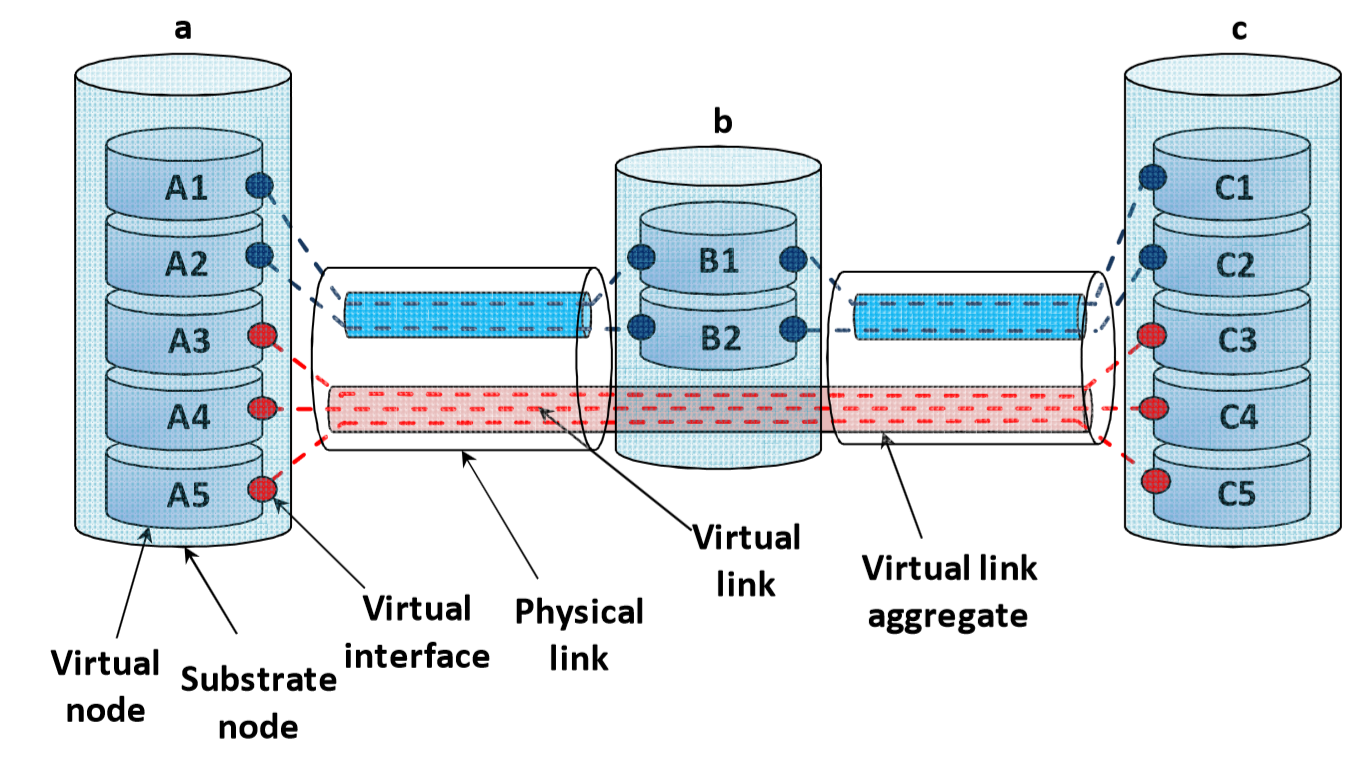 a
b
c
A1
A2
A3
A4
A5
B1
B2
C1
C2
C3
C4
C5
Virtual
node
Substrate
node
Virtual
interface
Physical
link
Virtual
link
Virtual link
aggregate